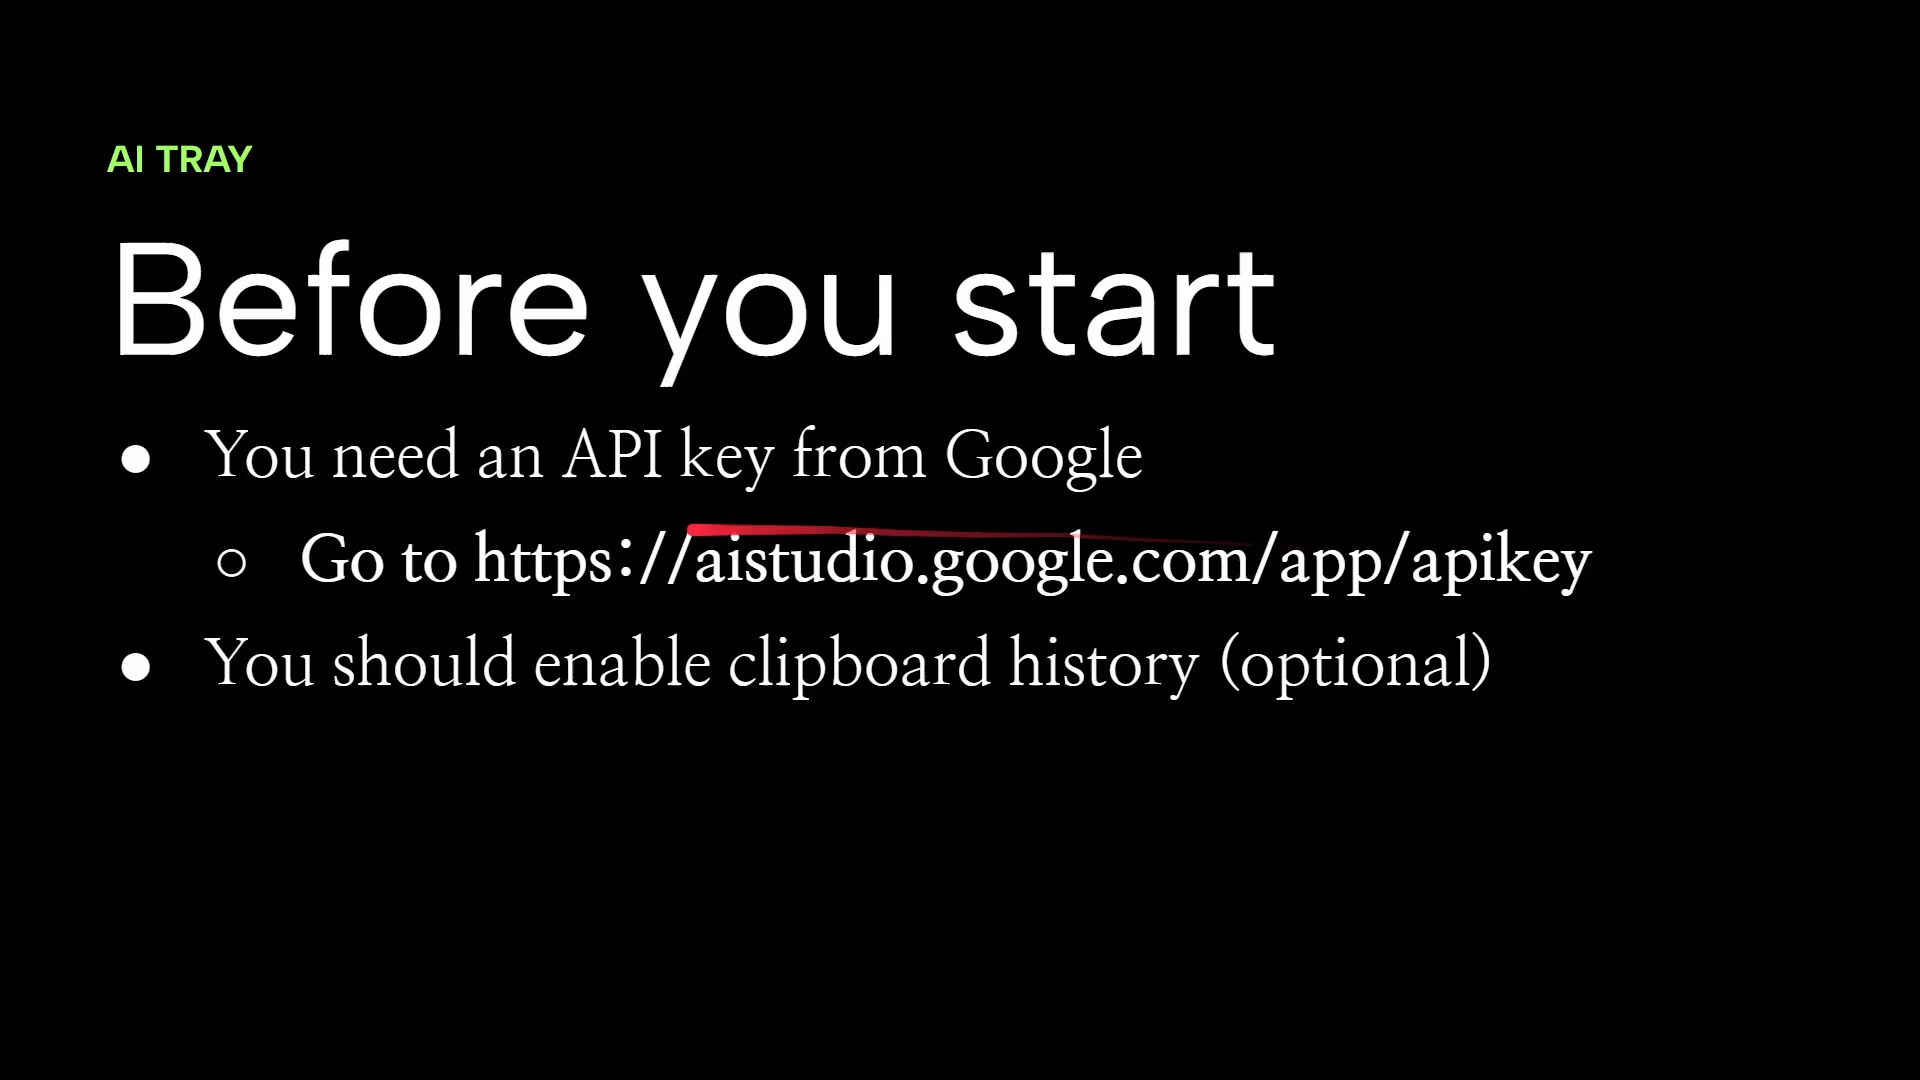 AI TRAY
Before you start
● You need an API key from Google
○ Go to https://aistudio.google.com/app/apikey
● You should enable clipboard history (optional)